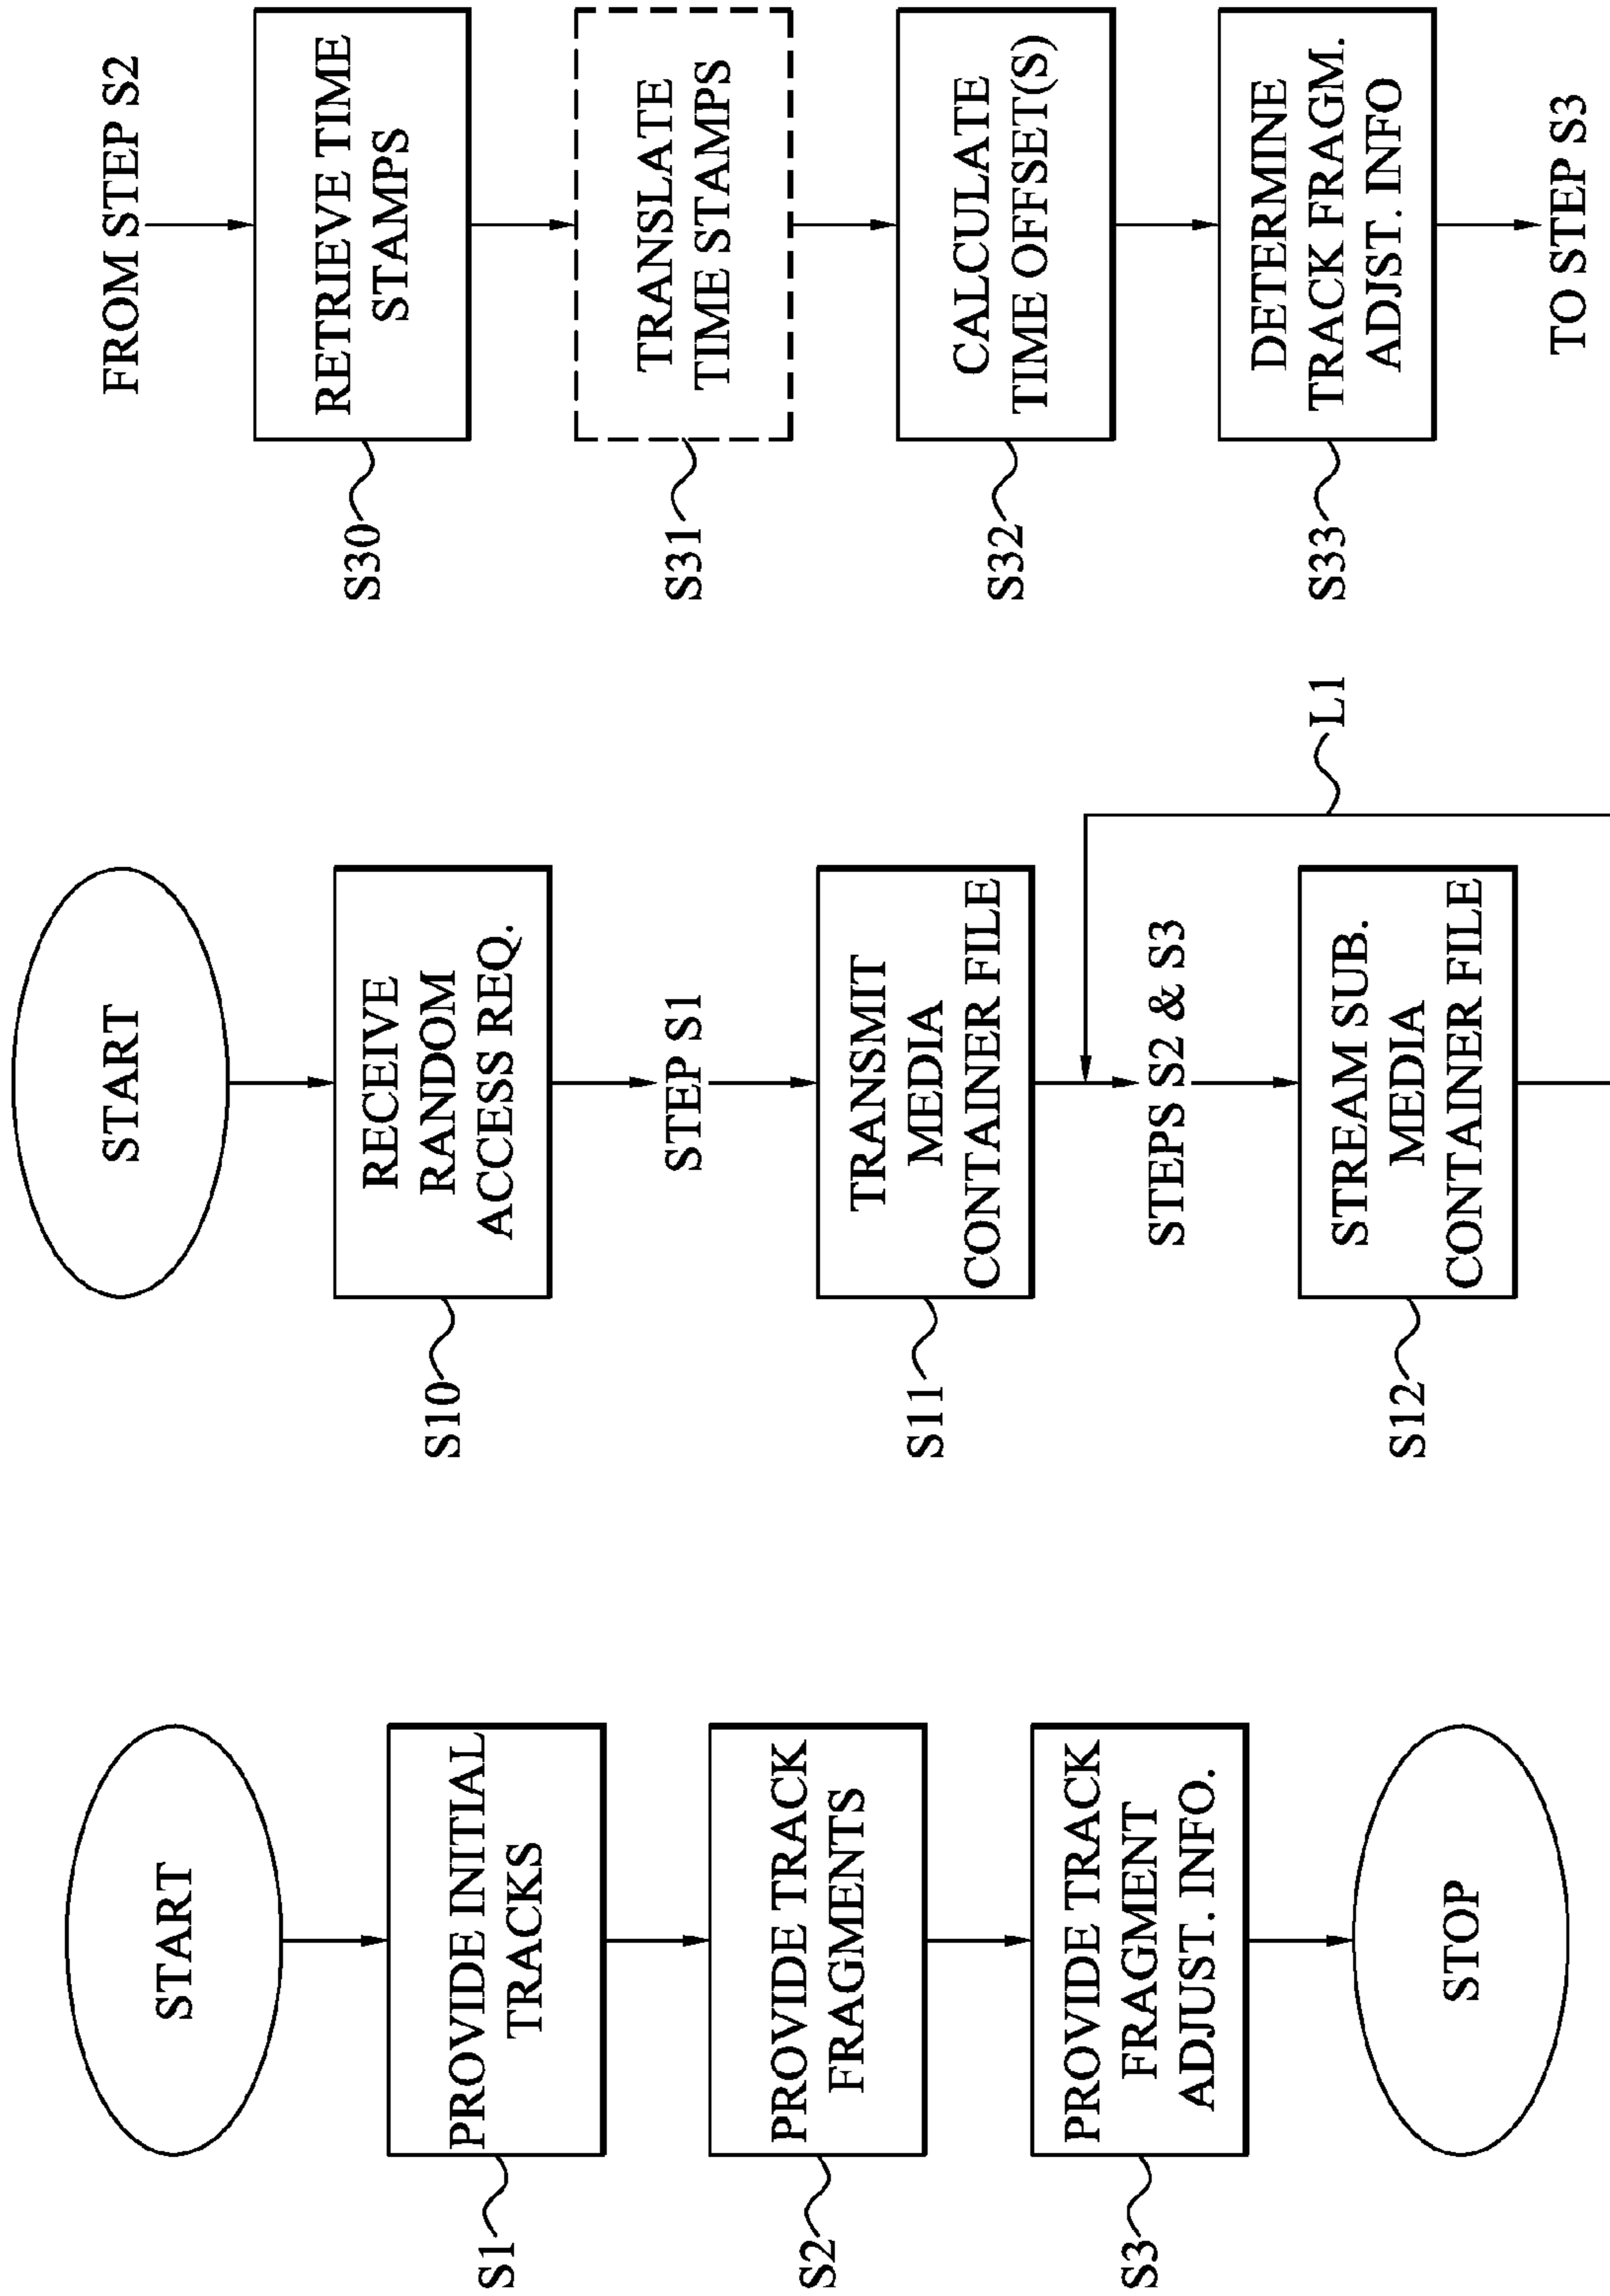 START
S1
PROVIDE INITIAL
TRACKS
S2
PROVIDE TRACK
FRAGMENTS
S3
PROVIDE TRACK
FRAGMENT
ADJUST. INFO.
STOP
START
S10
RECEIVE
RANDOM
ACCESS REQ.
STEP S1
S11
TRANSMIT
MEDIA
CONTAINER FILE
STEPS S2 & S3
L1
S12
STREAM SUB.
MEDIA
CONTAINER FILE
FROM STEP S2
S30
RETRIEVE TIME
STAMPS
S31
TRANSLATE
TIME STAMPS
S32
CALCULATE
TIME OFFSET(S)
S33
DETERMINE
TRACK FRAGM.
ADJST. INFO
TO STEP S3